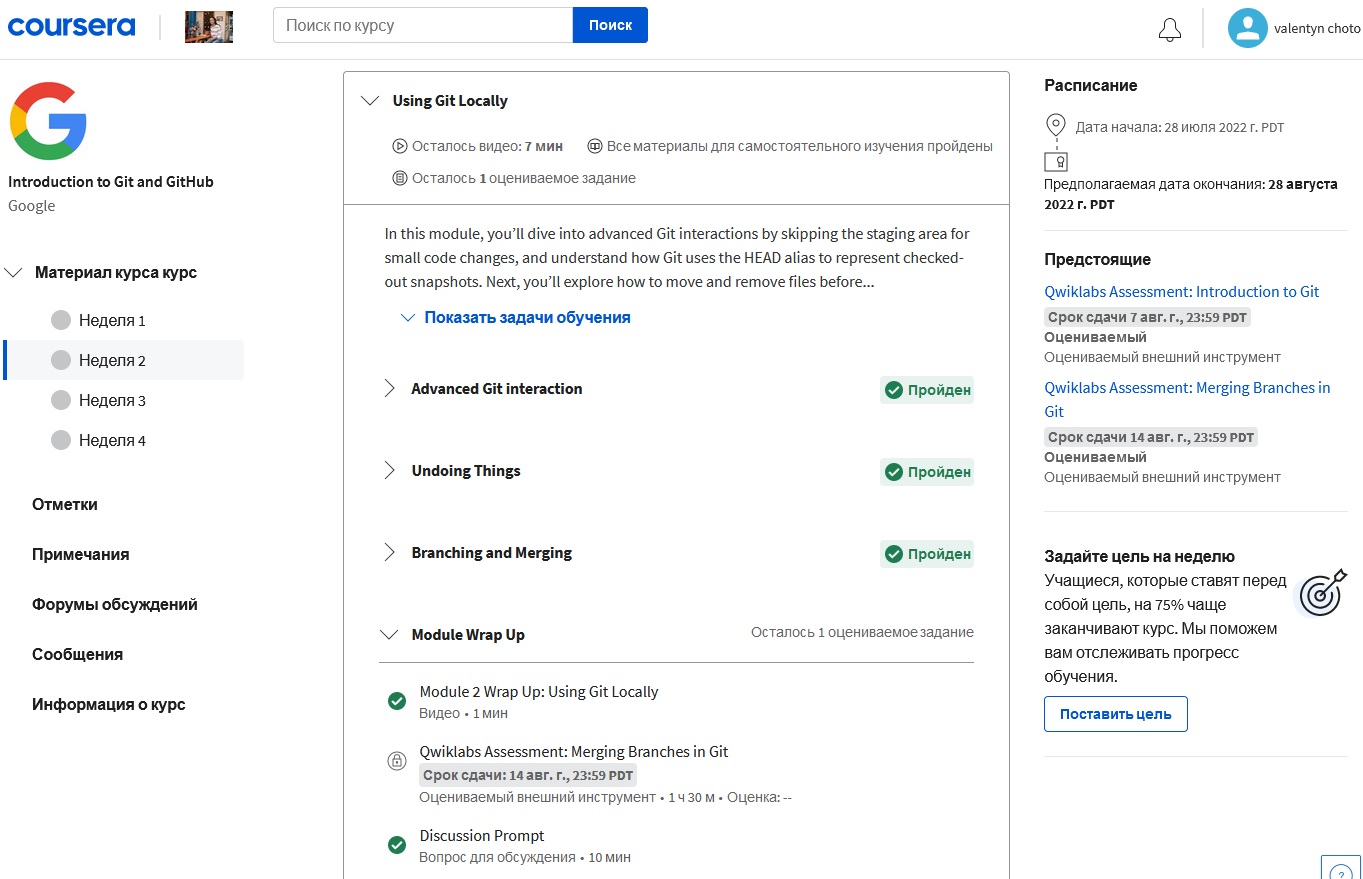 coursera
Поиск по курсу
Поиск
valentyn choto
Introduction to Git and GitHub
Google
Материал курса курс
Неделя 1
Неделя 2
Неделя 3
Неделя 4
Отметки
Примечания
Форумы обсуждений
Сообщения
Информация о курс
Using Git Locally
Осталось видео: 7 мин
Все материалы для самостоятельного изучения пройдены
Осталось 1 оцениваемое задание
In this module, you’ll dive into advanced Git interactions by skipping the staging area for
small code changes, and understand how Git uses the HEAD alias to represent checked-
out snapshots. Next, you’ll explore how to move and remove files before...
Показать задачи обучения
Advanced Git interaction
Пройден
Undoing Things
Пройден
Branching and Merging
Пройден
Module Wrap Up
Осталось 1 оцениваемое задание
Module 2 Wrap Up: Using Git Locally
Видео • 1 мин
Qwiklabs Assessment: Merging Branches in Git
Срок сдачи: 14 авг. г., 23:59 PDT
Оцениваемый внешний инструмент • 1 ч 30 м • Оценка: --
Discussion Prompt
Вопрос для обсуждения • 10 мин
Расписание
Дата начала: 28 июля 2022 г. PDT
Предполагаемая дата окончания: 28 августа
2022 г. PDT
Предстоящие
Qwiklabs Assessment: Introduction to Git
Срок сдачи 7 авг. г., 23:59 PDT
Оцениваемый
Оцениваемый внешний инструмент
Qwiklabs Assessment: Merging Branches in
Git
Срок сдачи 14 авг. г., 23:59 PDT
Оцениваемый
Оцениваемый внешний инструмент
Задайте цель на неделю
Учащиеся, которые ставят перед
собой цель, на 75% чаще
заканчивают курс. Мы поможем
вам отслеживать прогресс
обучения.
Поставить цель
?